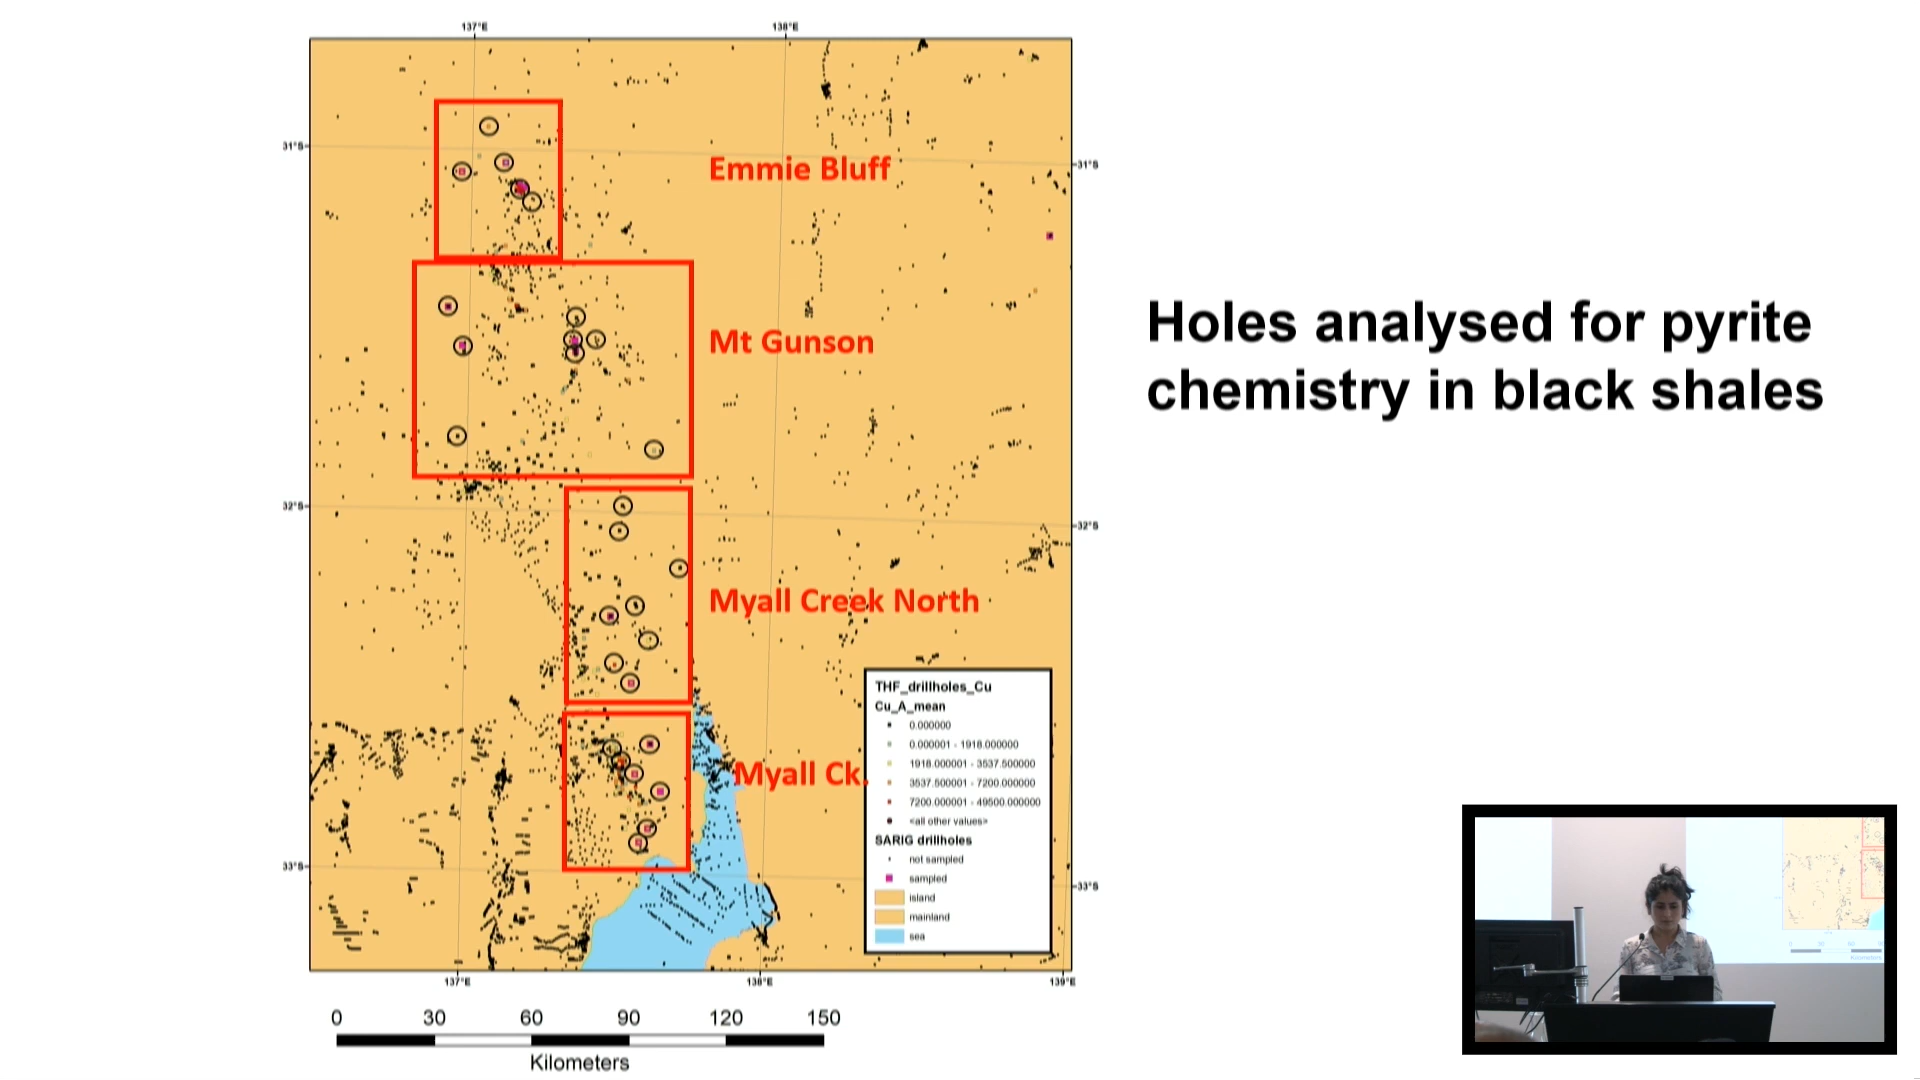 137°E
138°E
31°S
31°S
Emmie Bluff
Mt Gunson
Holes analysed for pyrite
chemistry in black shales
32°S
32°S
Myall Creek North
Myall Ck.
THF_drillholes_Cu
Cu_A_mean
0.000000
0.000001 - 1918.000000
1918.000001 - 3537.500000
3537.500001 - 7200.000000
7200.000001 - 49500.000000
<all other values>
SARIG drillholes
not sampled
sampled
island
mainland
sea
33°S
33°S
137°E
138°E
139°E
0 30 60 90 120 150
Kilometers